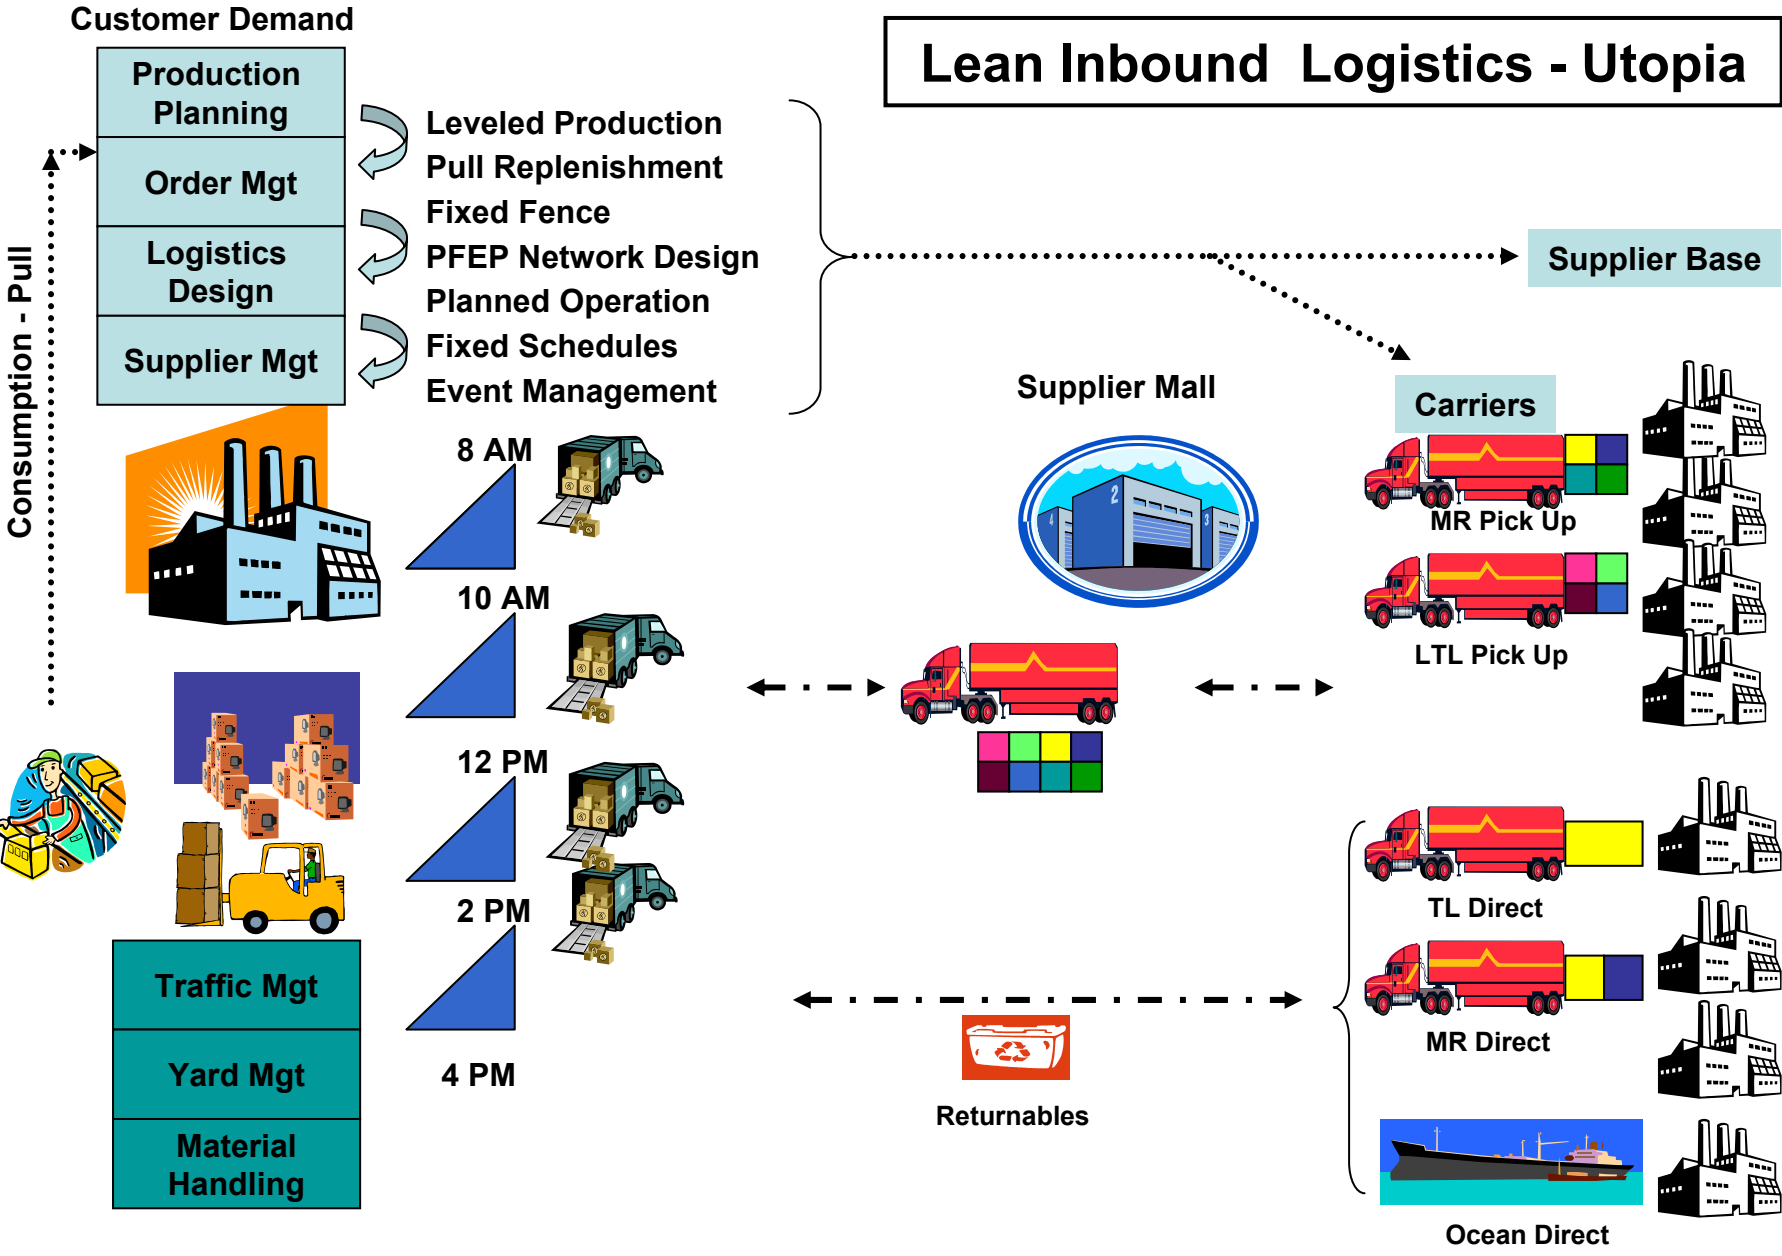 Customer Demand
Lean Inbound  Logistics - Utopia
Production
Planning
Order Mgt
Logistics
Design
Supplier Mgt
Leveled Production
Pull Replenishment
Fixed Fence
PFEP Network Design
Planned Operation
Fixed Schedules
Event Management
Supplier Base
Carriers
Supplier Mall
Consumption - Pull
8 AM
10 AM
12 PM
2 PM
4 PM
4
2
3
MR Pick Up
LTL Pick Up
TL Direct
MR Direct
Ocean Direct
Returnables
Traffic Mgt
Yard Mgt
Material
Handling